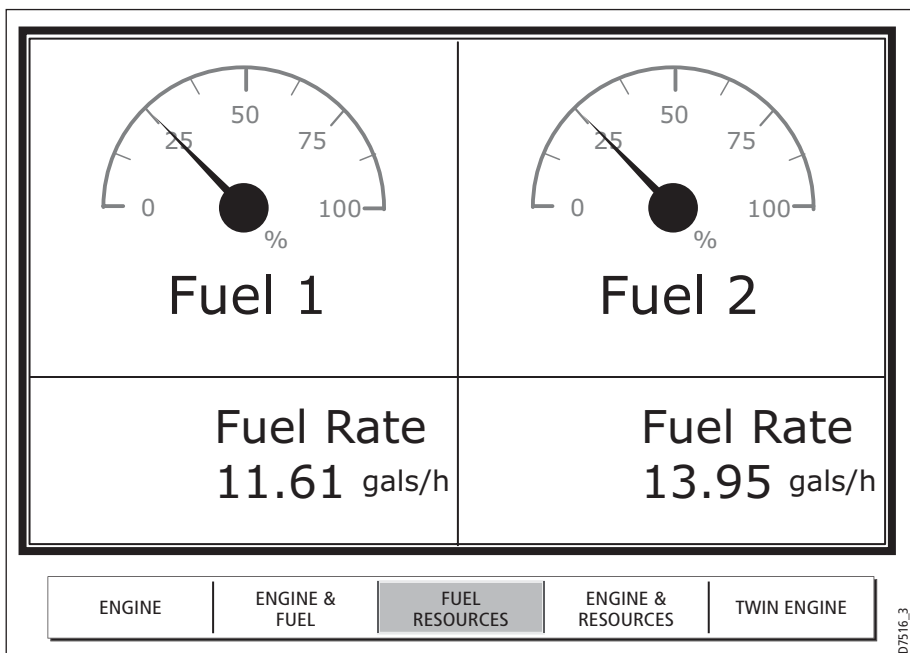 50
25
75
0
100
%
Fuel 1
50
25
75
0
100
%
Fuel 2
Fuel Rate
11.61 gals/h
Fuel Rate
13.95 gals/h
ENGINE
ENGINE &
FUEL
FUEL
RESOURCES
ENGINE &
RESOURCES
TWIN ENGINE
D7516_3